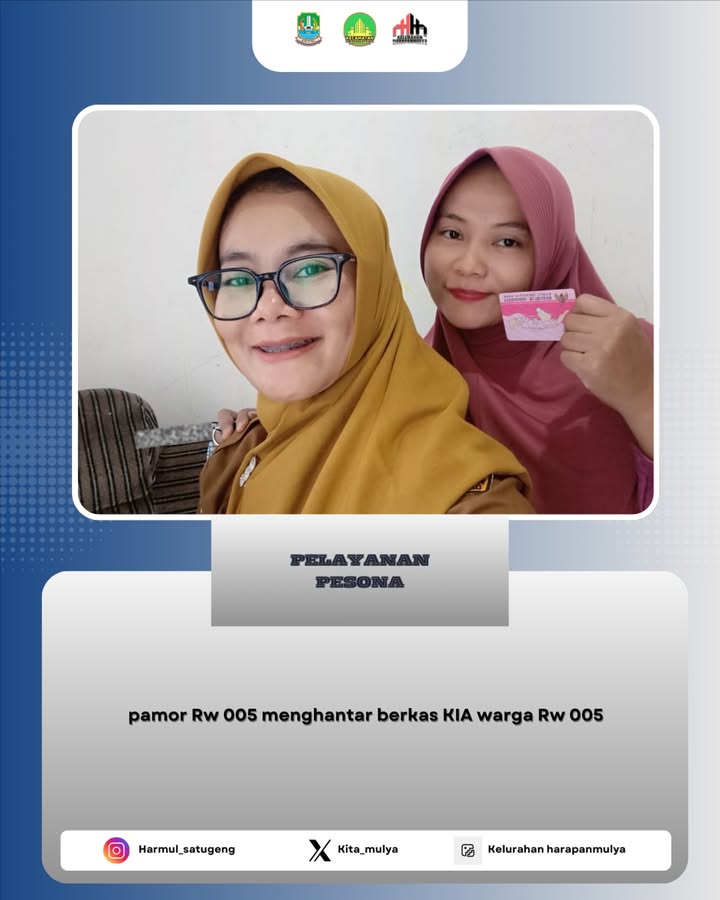 PELAYANAN
PESONA
pamor Rw 005 menghantar berkas KIA warga Rw 005
Harmul_satugeng
Kita_mulya
Kelurahan harapanmulya